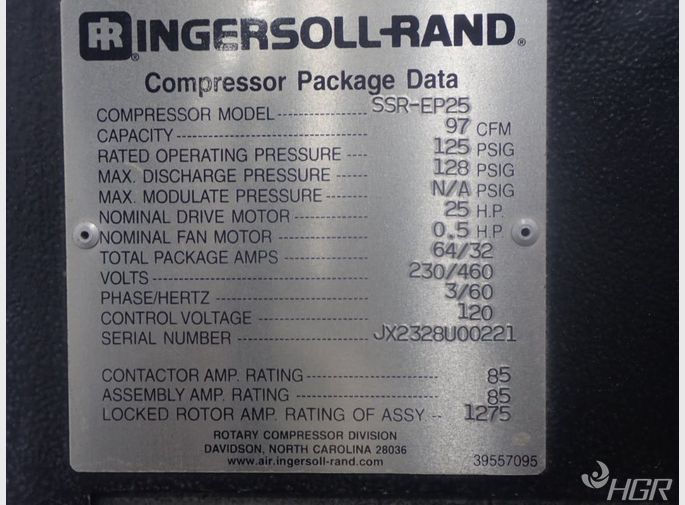 IR INGERSOLL-RAND®
Compressor Package Data
COMPRESSOR MODEL -------------- SSR-EP25
CAPACITY ----------------------------- 97 CFM
RATED OPERATING PRESSURE ---- 125 PSIG
MAX. DISCHARGE PRESSURE ------ 128 PSIG
MAX. MODULATE PRESSURE ------- N/A PSIG
NOMINAL DRIVE MOTOR ------------ 25 H.P.
NOMINAL FAN MOTOR -------------- 0.5 H.P
TOTAL PACKAGE AMPS ------------- 64/32
VOLTS --------------------------- 230/460
PHASE/HERTZ ------------------------ 3/60
CONTROL VOLTAGE ------------------ 120
SERIAL NUMBER --------------- JX2328U00221
CONTACTOR AMP. RATING ----------------- 85
ASSEMBLY AMP. RATING ------------------ 85
LOCKED ROTOR AMP. RATING OF ASSY -- 1275
ROTARY COMPRESSOR DIVISION
DAVIDSON, NORTH CAROLINA 28036
www.air.ingersoll-rand.com 39557095
HGR